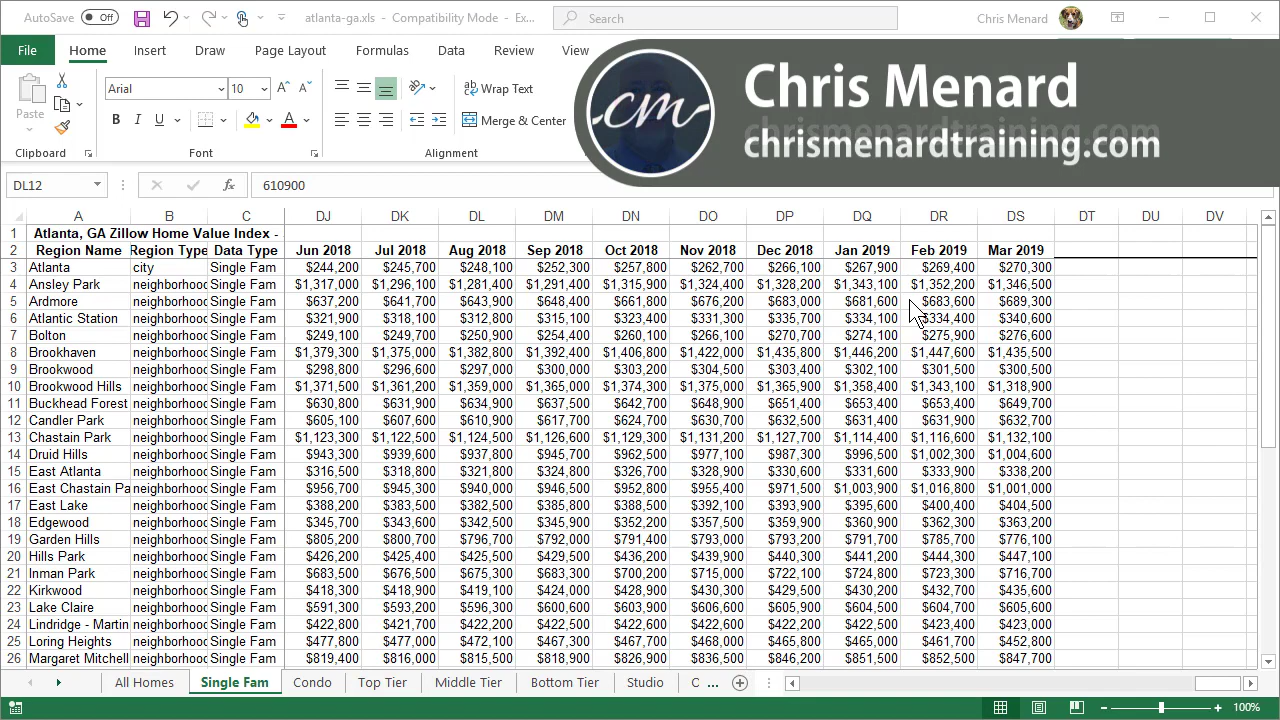 AutoSave Off atlanta-ga.xls - Compatibility Mode - Ex... Search Chris Menard
File Home Insert Draw Page Layout Formulas Data Review View
Chris Menard
chrismenardtraining.com
Paste Arial 10 Wrap Text
B I U Merge & Center
Clipboard Font Alignment
DL12 fx 610900
A B C DJ DK DL DM DN DO DP DQ DR DS DT DU DV
1 Atlanta, GA Zillow Home Value Index -
2 Region Name Region Type Data Type Jun 2018 Jul 2018 Aug 2018 Sep 2018 Oct 2018 Nov 2018 Dec 2018 Jan 2019 Feb 2019 Mar 2019
3 Atlanta city Single Fam $244,200 $245,700 $248,100 $252,300 $257,800 $262,700 $266,100 $267,900 $269,400 $270,300
4 Ansley Park neighborhood Single Fam $1,317,000 $1,296,100 $1,281,400 $1,291,400 $1,315,900 $1,324,400 $1,328,200 $1,343,100 $1,352,200 $1,346,500
5 Ardmore neighborhood Single Fam $637,200 $641,700 $643,900 $648,400 $661,800 $676,200 $683,000 $681,600 $683,600 $689,300
6 Atlantic Station neighborhood Single Fam $321,900 $318,100 $312,800 $315,100 $323,400 $331,300 $335,700 $334,100 $334,400 $340,600
7 Bolton neighborhood Single Fam $249,100 $249,700 $250,900 $254,400 $260,100 $266,100 $270,700 $274,100 $275,900 $276,600
8 Brookhaven neighborhood Single Fam $1,379,300 $1,375,000 $1,382,800 $1,392,400 $1,406,800 $1,422,000 $1,435,800 $1,446,200 $1,447,600 $1,435,500
9 Brookwood neighborhood Single Fam $298,800 $296,600 $297,000 $300,000 $303,200 $304,500 $303,400 $302,100 $301,500 $300,500
10 Brookwood Hills neighborhood Single Fam $1,371,500 $1,361,200 $1,359,000 $1,365,000 $1,374,300 $1,375,000 $1,365,900 $1,358,400 $1,343,100 $1,318,900
11 Buckhead Forest neighborhood Single Fam $630,800 $631,900 $634,900 $637,500 $642,700 $648,900 $651,400 $653,400 $653,400 $649,700
12 Candler Park neighborhood Single Fam $605,100 $607,600 $610,900 $617,700 $624,700 $630,700 $632,500 $631,400 $631,900 $632,700
13 Chastain Park neighborhood Single Fam $1,123,300 $1,122,500 $1,124,500 $1,126,600 $1,129,300 $1,131,200 $1,127,700 $1,114,400 $1,116,600 $1,132,100
14 Druid Hills neighborhood Single Fam $943,300 $939,600 $937,800 $945,700 $962,500 $977,100 $987,300 $996,500 $1,002,300 $1,004,600
15 East Atlanta neighborhood Single Fam $316,500 $318,800 $321,800 $324,800 $326,700 $328,900 $330,600 $331,600 $333,900 $338,200
16 East Chastain Pa neighborhood Single Fam $956,700 $945,300 $940,000 $946,500 $952,800 $955,400 $971,500 $1,003,900 $1,016,800 $1,001,000
17 East Lake neighborhood Single Fam $388,200 $383,500 $382,500 $385,800 $388,500 $392,100 $393,900 $395,600 $400,400 $404,500
18 Edgewood neighborhood Single Fam $345,700 $343,600 $342,500 $345,900 $352,200 $357,500 $359,900 $360,900 $362,300 $363,200
19 Garden Hills neighborhood Single Fam $805,200 $800,700 $796,700 $792,000 $791,400 $793,000 $793,200 $791,700 $785,700 $776,100
20 Hills Park neighborhood Single Fam $426,200 $425,400 $425,500 $429,500 $436,200 $439,900 $440,300 $441,200 $444,300 $447,100
21 Inman Park neighborhood Single Fam $683,500 $676,500 $675,300 $683,300 $700,200 $715,000 $722,100 $724,800 $723,300 $716,700
22 Kirkwood neighborhood Single Fam $418,300 $418,900 $419,100 $424,000 $428,900 $430,300 $429,500 $430,200 $432,700 $435,600
23 Lake Claire neighborhood Single Fam $591,300 $593,200 $596,300 $600,600 $603,900 $606,600 $605,900 $604,500 $604,700 $605,600
24 Lindridge - Martin neighborhood Single Fam $422,800 $421,700 $422,200 $422,500 $422,600 $422,600 $422,200 $422,500 $423,400 $423,000
25 Loring Heights neighborhood Single Fam $477,800 $477,000 $472,100 $467,300 $467,700 $468,000 $465,800 $465,000 $461,700 $452,800
26 Margaret Mitchell neighborhood Single Fam $819,400 $816,000 $815,500 $818,900 $826,900 $836,500 $846,200 $851,500 $852,500 $847,700
All Homes Single Fam Condo Top Tier Middle Tier Bottom Tier Studio C ...
100%